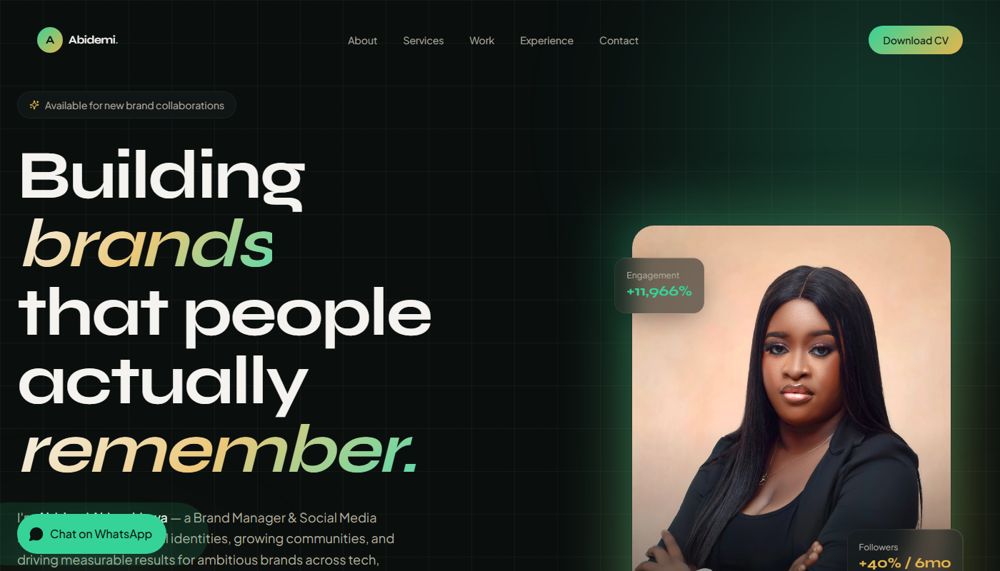 A Abidemi.
About Services Work Experience Contact
Download CV
Available for new brand collaborations
Building
brands
that people
actually
remember.
Engagement
+11,966%
— a Brand Manager & Social Media
identities, growing communities, and
driving measurable results for ambitious brands across tech,
Chat on WhatsApp
Followers
+40% / 6mo